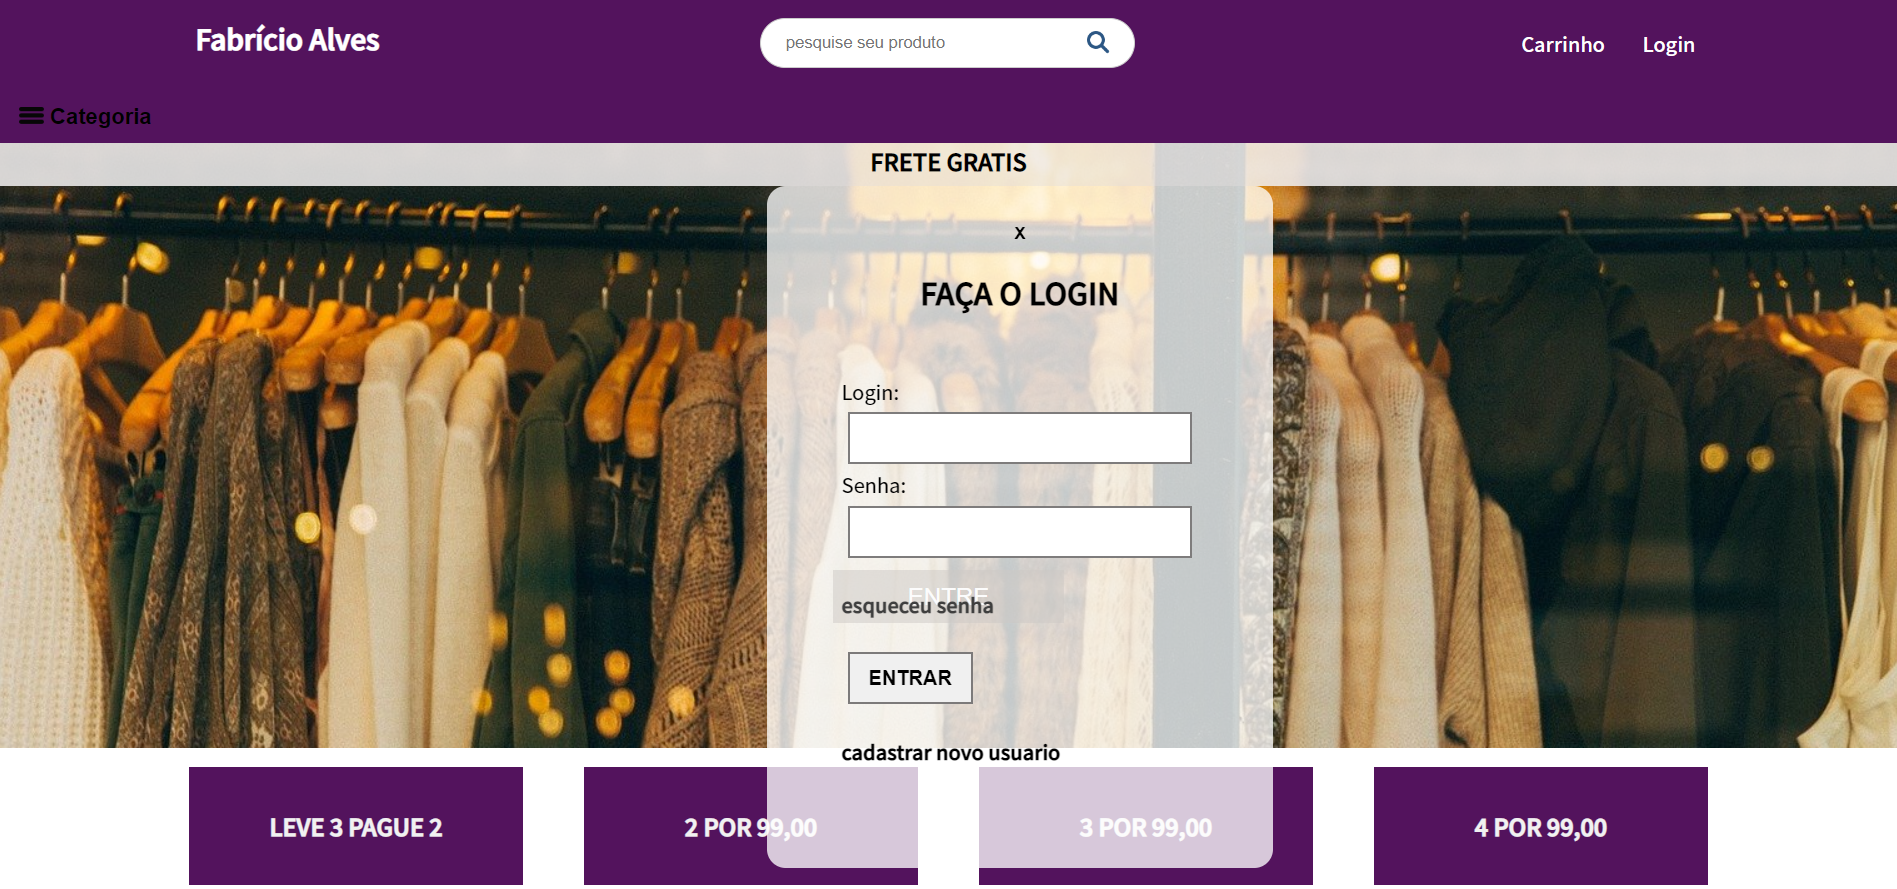 Fabrício Alves
pesquise seu produto
Carrinho
Login
Categoria
FRETE GRATIS
x
FAÇA O LOGIN
Login:
Senha:
ENTRE
esqueceu senha
ENTRAR
cadastrar novo usuario
LEVE 3 PAGUE 2
2 POR 99,00
3 POR 99,00
4 POR 99,00